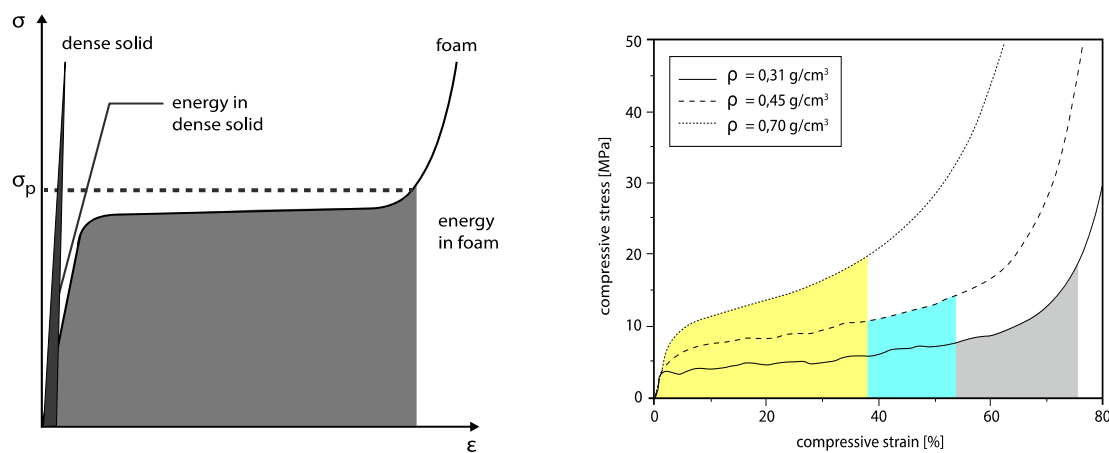 σ
dense solid
foam
energy in
dense solid
σp
energy
in foam
ε
50
40
30
20
10
0
compressive stress [MPa]
ρ = 0,31 g/cm³
ρ = 0,45 g/cm³
ρ = 0,70 g/cm³
0 20 40 60 80
compressive strain [%]